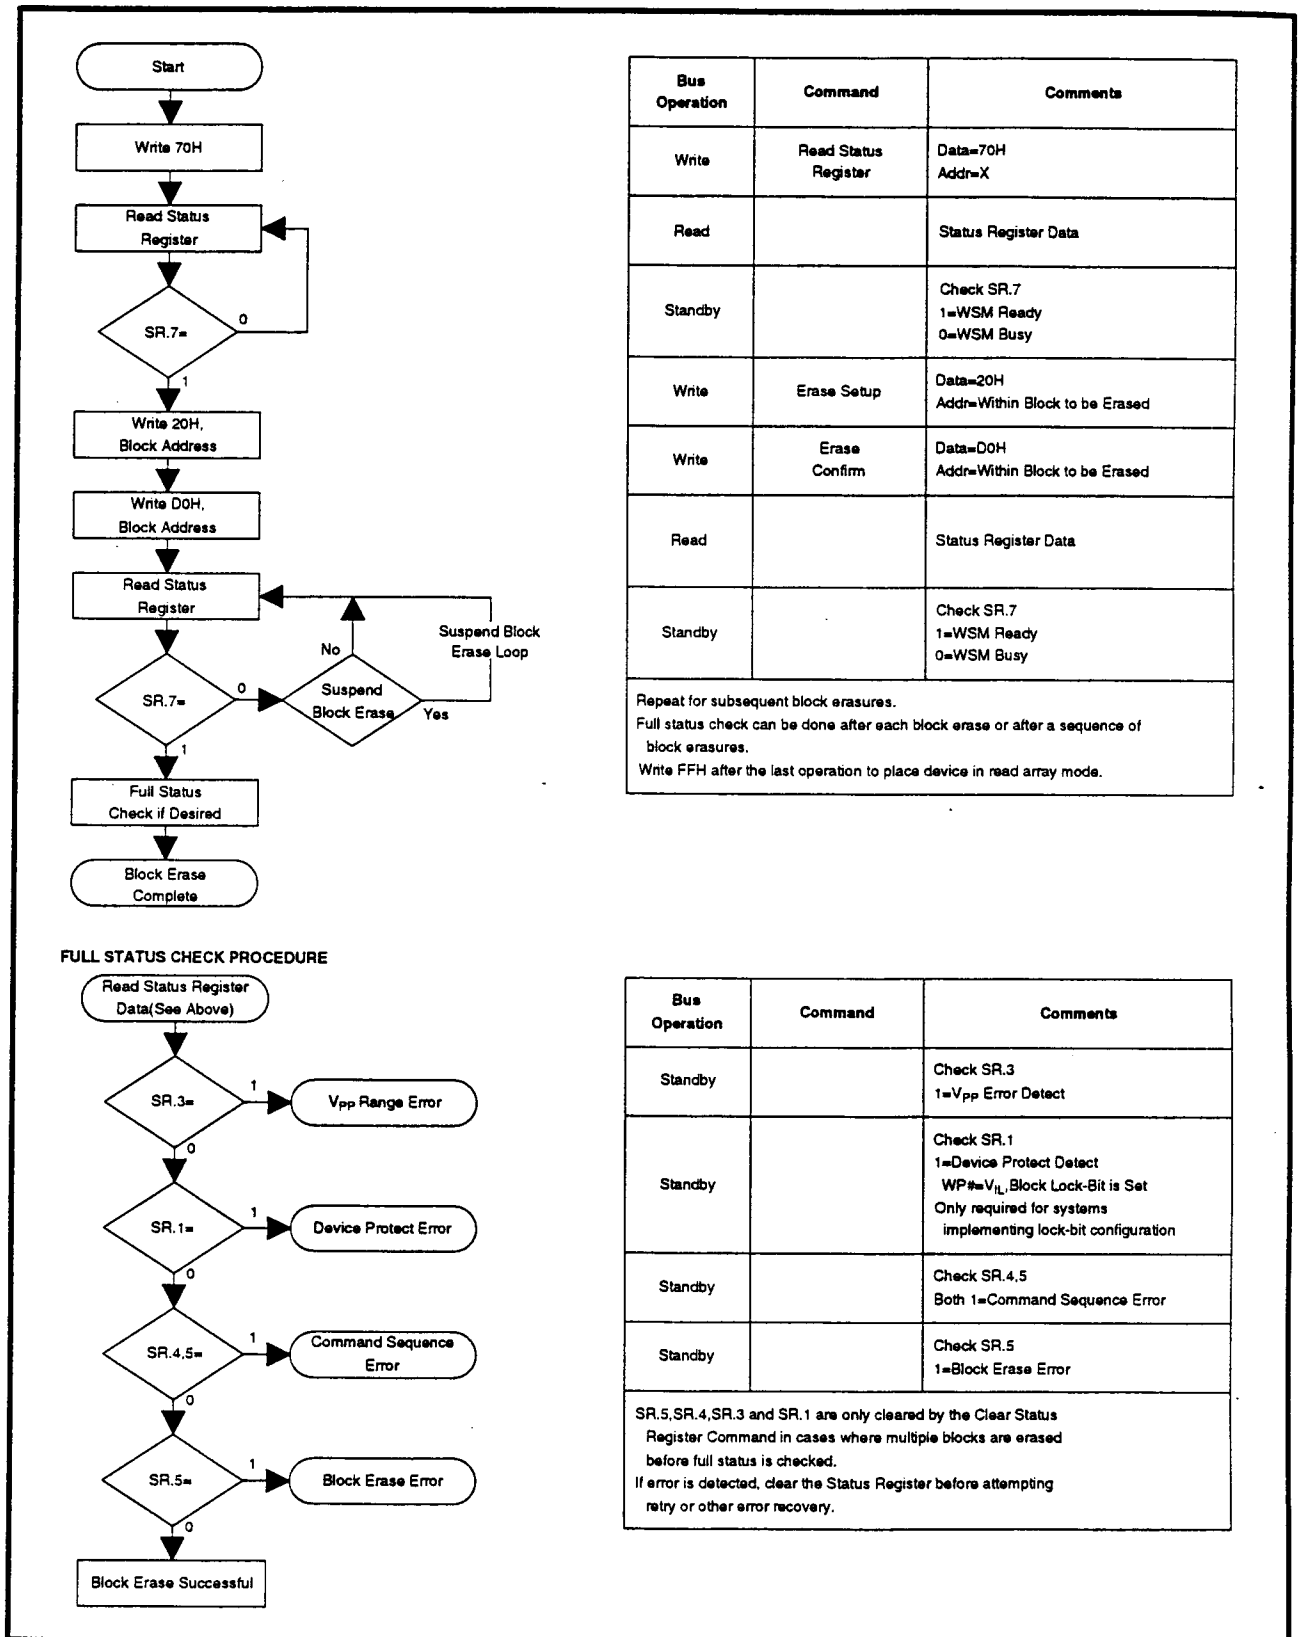 Start
Write 70H
Read Status
Register
SR.7=
0
1
Write 20H,
Block Address
Write D0H,
Block Address
Read Status
Register
SR.7=
0
1
No
Suspend
Block Erase
Yes
Suspend Block
Erase Loop
Full Status
Check if Desired
Block Erase
Complete
Bus
Operation
Command
Comments
Write
Read Status
Register
Data=70H
Addr=X
Read
Status Register Data
Standby
Check SR.7
1=WSM Ready
0=WSM Busy
Write
Erase Setup
Data=20H
Addr=Within Block to be Erased
Write
Erase
Confirm
Data=D0H
Addr=Within Block to be Erased
Read
Status Register Data
Standby
Check SR.7
1=WSM Ready
0=WSM Busy
Repeat for subsequent block erasures.
Full status check can be done after each block erase or after a sequence of
block erasures.
Write FFH after the last operation to place device in read array mode.
FULL STATUS CHECK PROCEDURE
Read Status Register
Data(See Above)
SR.3=
1
VPP Range Error
0
SR.1=
1
Device Protect Error
0
SR.4,5=
1
Command Sequence
Error
0
SR.5=
1
Block Erase Error
0
Block Erase Successful
Bus
Operation
Command
Comments
Standby
Check SR.3
1=VPP Error Detect
Standby
Check SR.1
1=Device Protect Detect
WP#=VIL,Block Lock-Bit is Set
Only required for systems
implementing lock-bit configuration
Standby
Check SR.4,5
Both 1=Command Sequence Error
Standby
Check SR.5
1=Block Erase Error
SR.5,SR.4,SR.3 and SR.1 are only cleared by the Clear Status
Register Command in cases where multiple blocks are erased
before full status is checked.
If error is detected, clear the Status Register before attempting
retry or other error recovery.